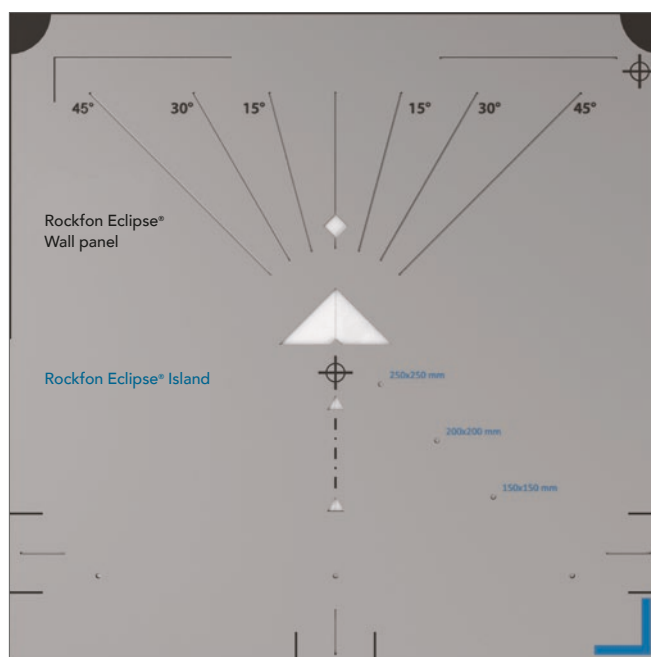 45° 30° 15° 15° 30° 45°
Rockfon Eclipse®
Wall panel
Rockfon Eclipse® Island
250x250 mm
200x200 mm
150x150 mm